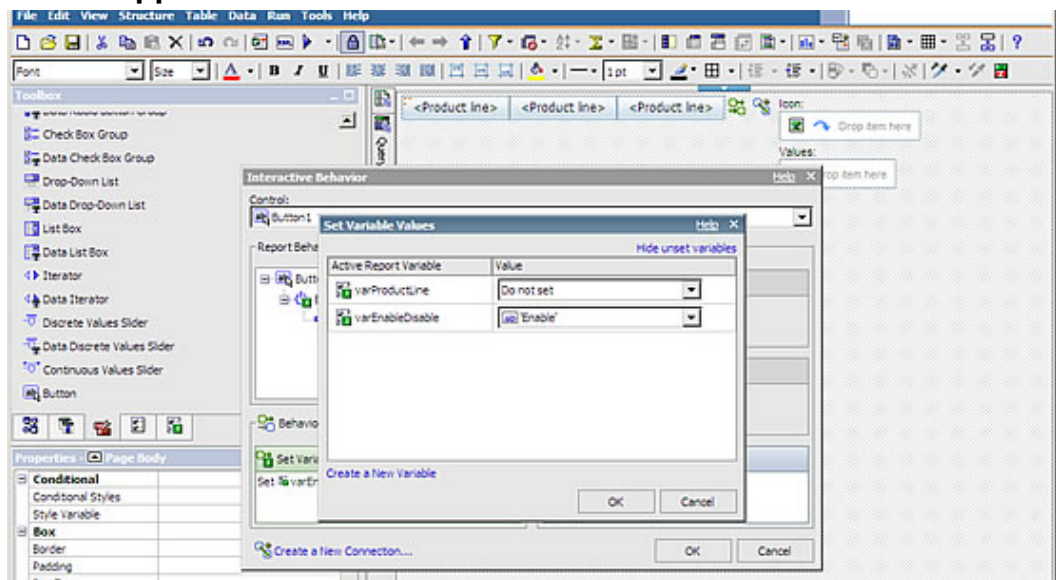 File Edit View Structure Table Data Run Tools Help
Font Size 1 pt
Toolbox
<Product line> <Product line> <Product line> Icon:
Drop item here
Values:
rop item here
Check Box Group
Data Check Box Group
Drop-Down List
Data Drop-Down List
List Box
Data List Box
Iterator
Data Iterator
Discrete Values Slider
Data Discrete Values Slider
Continuous Values Slider
Button
Query
Interactive Behavior Help
Control:
Button1
Report Beha
Butt
Behavio
Set Varia
Set varEr
Create a New Connection...
OK Cancel
Set Variable Values Help
Hide unset variables
Active Report Variable Value
varProductLine Do not set
varEnableDisable 'Enable'
Create a New Variable
OK Cancel
Properties - Page Body
Conditional
Conditional Styles
Style Variable
Box
Border
Padding